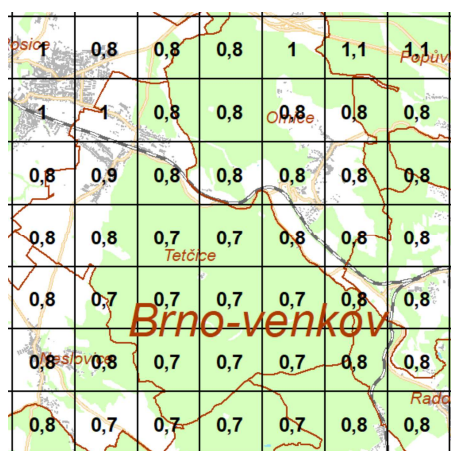 osice
1 0,8 0,8 0,8 1 1,1 1,1
Popův
1 1 0,8 0,8 0,8 0,8 0,8
Omice
0,8 0,9 0,8 0,8 0,8 0,8 0,8
0,8 0,8 0,7 0,7 0,8 0,8 0,8
Tetčice
0,8 0,7 0,7 0,7 0,7 0,8 0,8
Brno-venkov
0,8 0,8 0,7 0,7 0,7 0,8 0,8
Neslovice
Rado
0,8 0,7 0,7 0,7 0,7 0,8 0,8